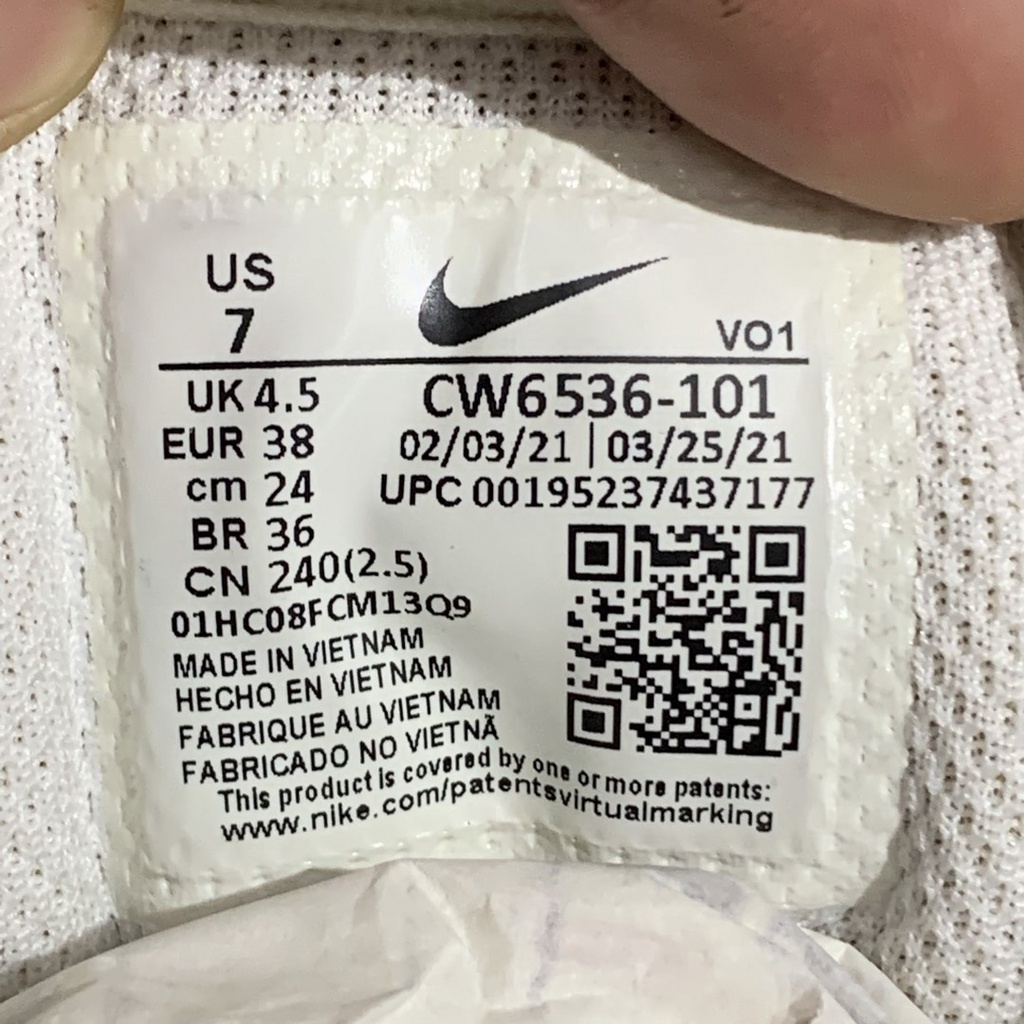 US
7
VO1
UK 4.5
EUR 38
cm 24
BR 36
CN 240(2.5)
CW6536-101
02/03/21 | 03/25/21
UPC 00195237437177
01HC08FCM13Q9
MADE IN VIETNAM
HECHO EN VIETNAM
FABRIQUE AU VIETNAM
FABRICADO NO VIETNÃ
This product is covered by one or more patents:
www.nike.com/patentsvirtualmarking